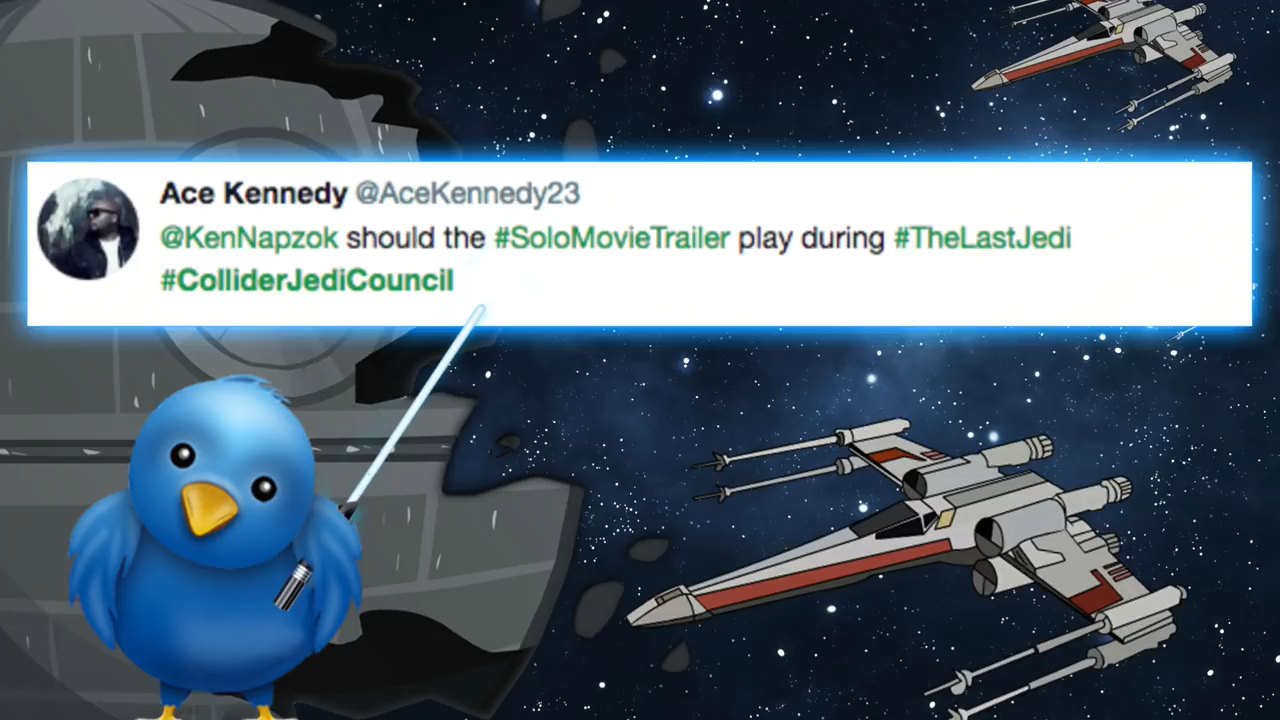 Ace Kennedy @AceKennedy23
@KenNapzok should the #SoloMovieTrailer play during #TheLastJedi
#ColliderJediCouncil